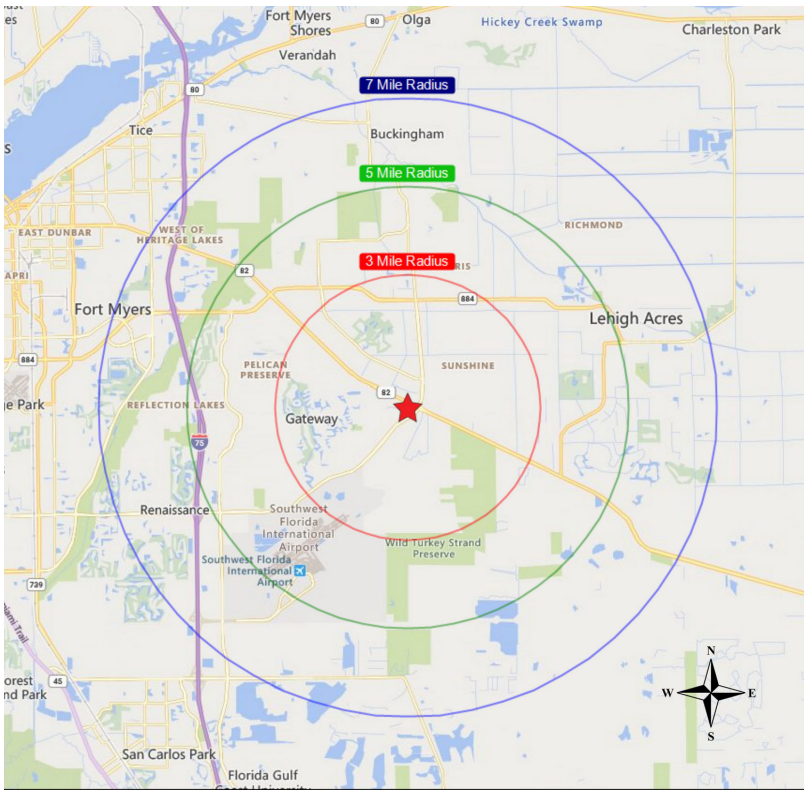 Fort Myers
Shores
80
Olga
Hickey Creek Swamp
Charleston Park
Verandah
7 Mile Radius
80
Tice
Buckingham
5 Mile Radius
EAST DUNBAR
WEST OF
HERITAGE LAKES
RICHMOND
3 Mile Radius
82
884
Fort Myers
Lehigh Acres
884
PELICAN
PRESERVE
SUNSHINE
82
REFLECTION LAKES
Gateway
75
Renaissance
Southwest
Florida
International
Airport
Wild Turkey Strand
Preserve
Southwest Florida
International
Airport
739
45
N
W
E
S
San Carlos Park
Florida Gulf